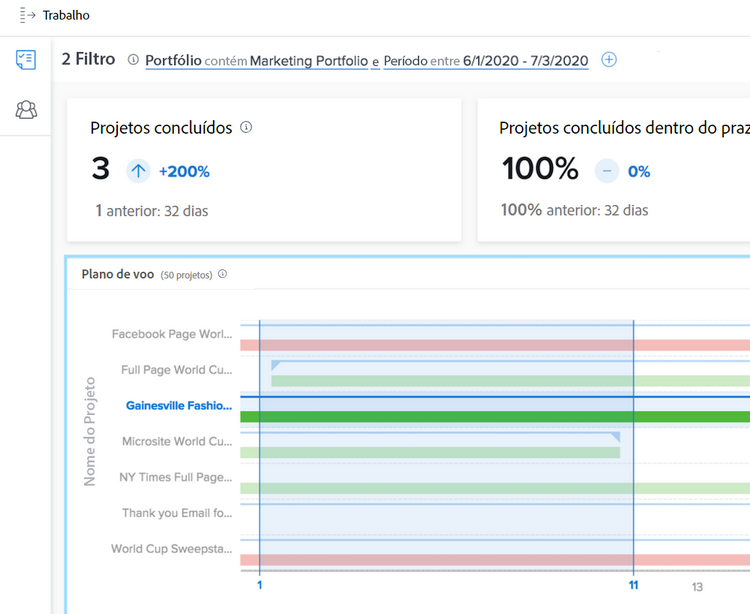 Trabalho
2 Filtro Portfólio contém Marketing Portfolio e Período entre 6/1/2020 - 7/3/2020
Projetos concluídos
3 +200%
1 anterior: 32 dias
Projetos concluídos dentro do praz
100% 0%
100% anterior: 32 dias
Plano de voo (50 projetos)
Nome do Projeto
Facebook Page Worl...
Full Page World Cu...
Gainesville Fashio...
Microsite World Cu...
NY Times Full Page...
Thank you Email fo...
World Cup Sweepsta...
1 11 13